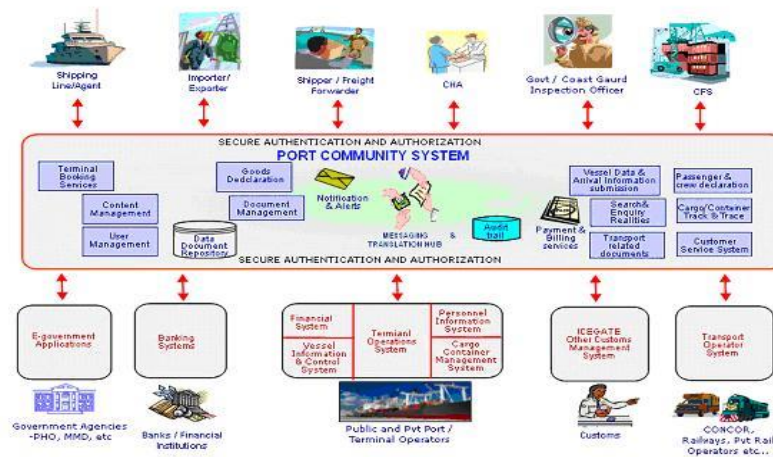 Shipping
Line/Agent
Importer/
Exporter
Shipper / Freight
Forwarder
CHA
Govt / Coast Gaurd
Inspection Officer
CFS
SECURE AUTHENTICATION AND AUTHORIZATION
PORT COMMUNITY SYSTEM
Terminal
Booking
Services
Content
Management
User
Management
Goods
Dedclaration
Document
Management
Data
Document
Repository
Notification
& Alerts
MESSAGING &
TRANSLATION HUB
Audit
trail
Payment &
Billing
services
Vessel Data &
Arrival Information
submission
Search&
Enquiry
Realities
Transport
related
documents
Passenger &
crew declaration
Cargo/Container
Track & Trace
Customer
Service System
SECURE AUTHENTICATION AND AUTHORIZATION
E-government
Applications
Banking
Systems
Financial
System
Vessel
Information
& Control
System
Termianl
Operations
System
Personnel
Information
System
Cargo
Container
Management
System
ICEGATE
Other Customs
Management
System
Transport
Operator
System
Government Agencies
-PHO, MMD, etc
Banks / Financial
Institutions
Public and Pvt Port /
Terminal Operators
Customs
CONCOR,
Railways, Pvt Rail
Operators etc...